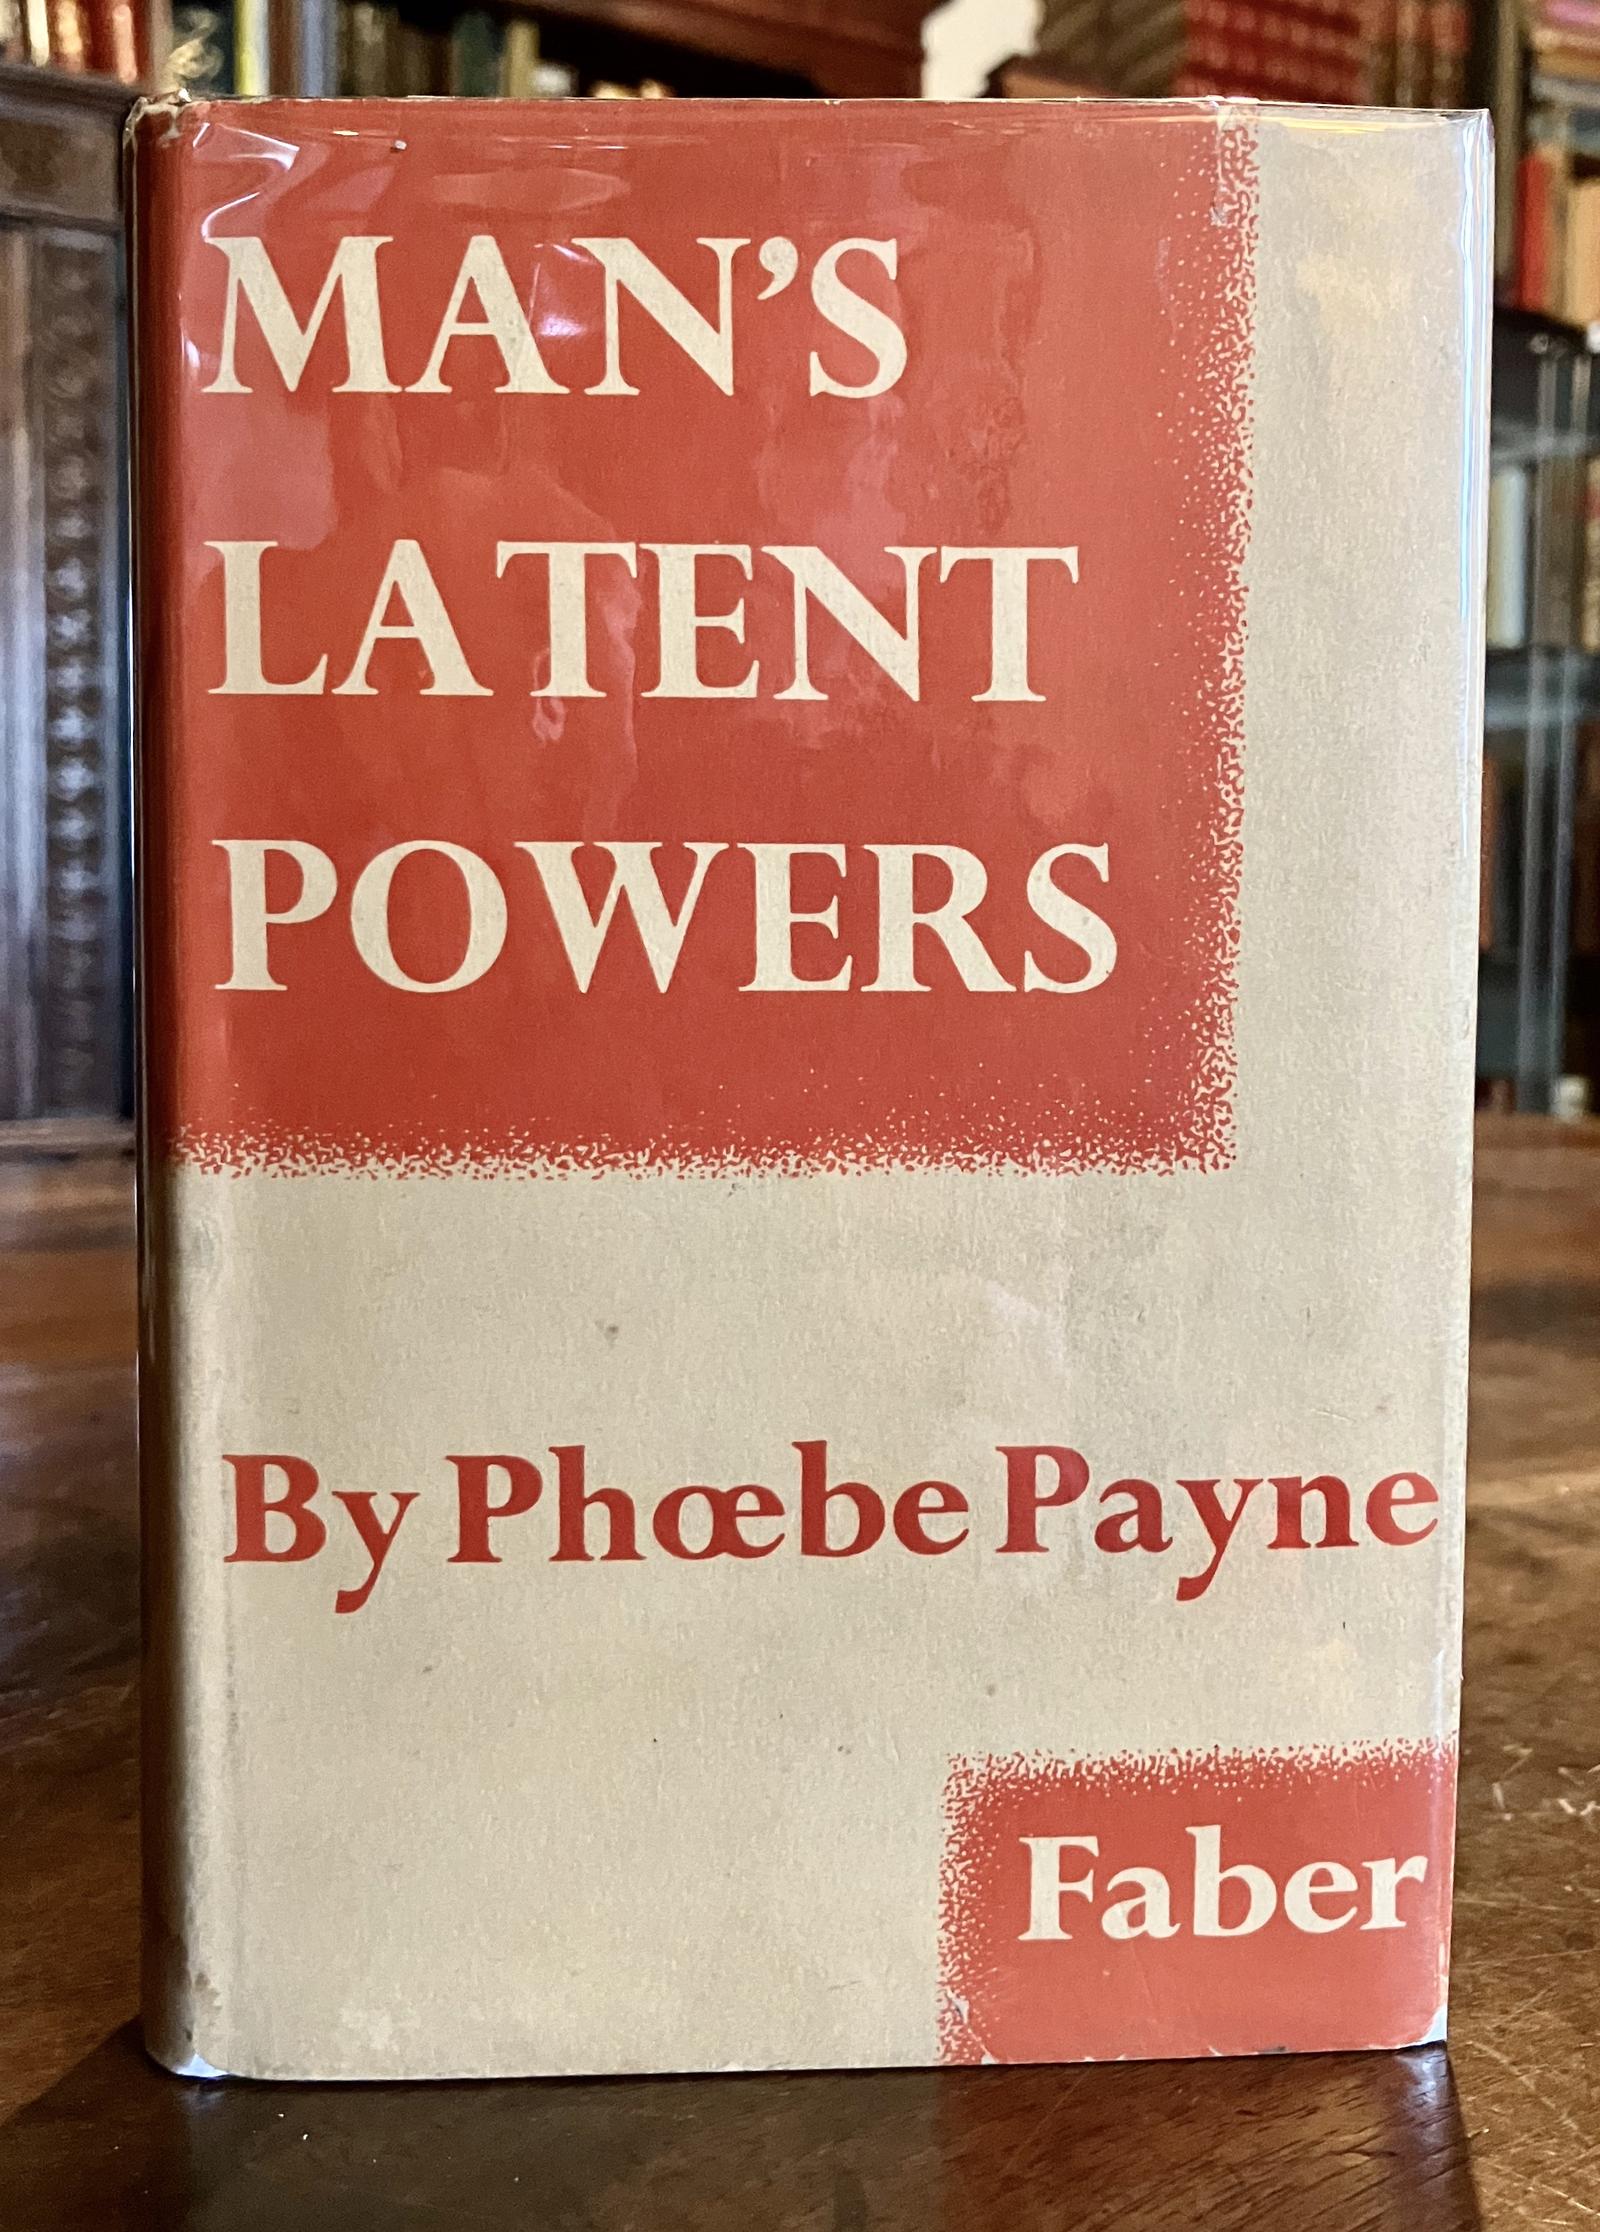 MAN'S
LATENT
POWERS
By Phœbe Payne
Faber